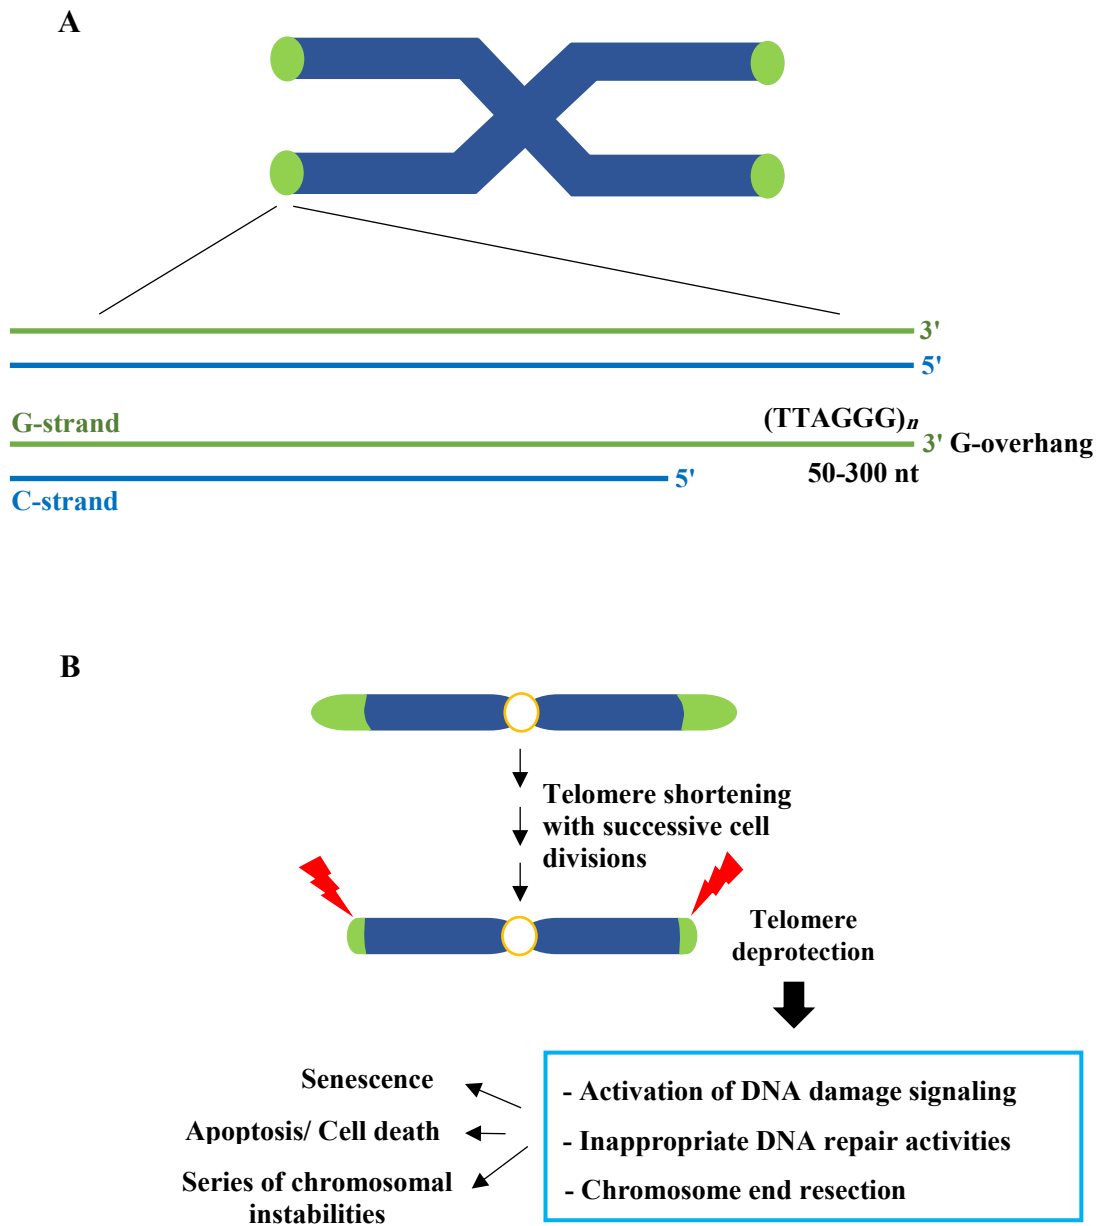 A
3'
5'
G-strand
(TTAGGG)n
3' G-overhang
5'
50-300 nt
C-strand
B
Telomere shortening
with successive cell
divisions
Telomere
deprotection
Senescence
Apoptosis/ Cell death
Series of chromosomal
instabilities
- Activation of DNA damage signaling
- Inappropriate DNA repair activities
- Chromosome end resection